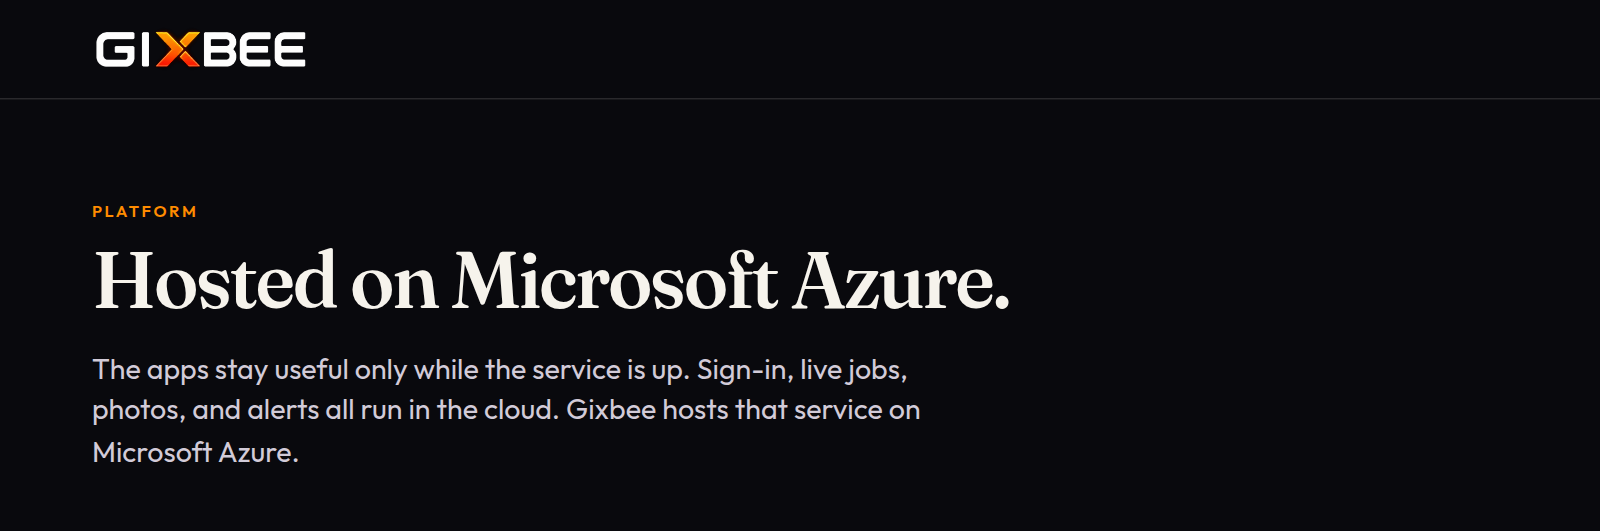 GIXBEE
PLATFORM
Hosted on Microsoft Azure.
The apps stay useful only while the service is up. Sign-in, live jobs,
photos, and alerts all run in the cloud. Gixbee hosts that service on
Microsoft Azure.